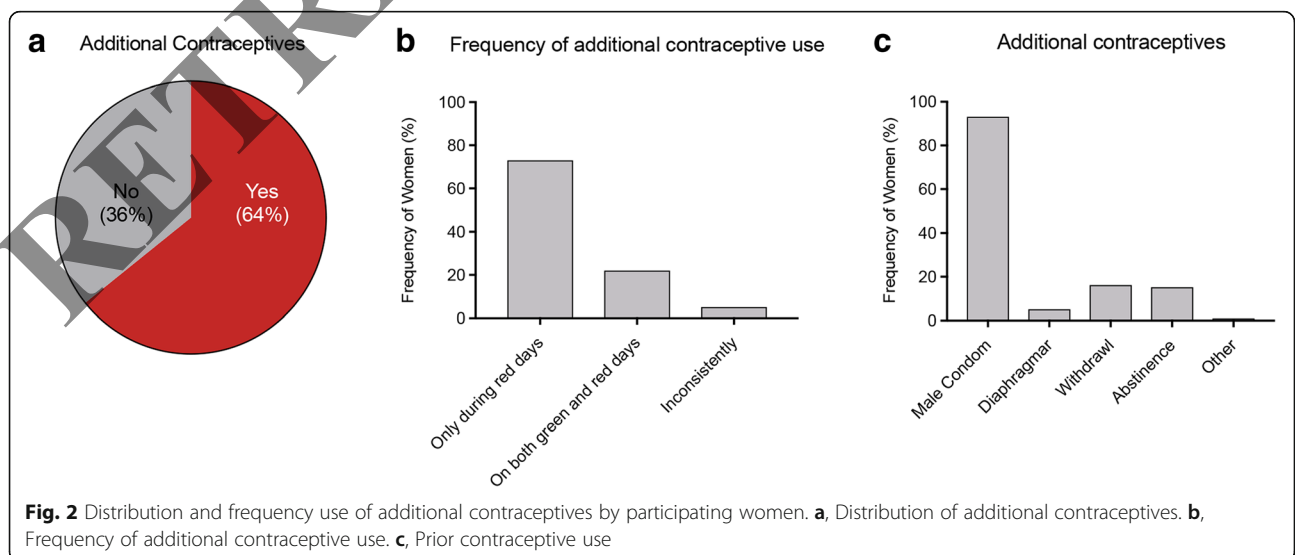 RETR
a Additional Contraceptives
No
(36%)
Yes
(64%)
b Frequency of additional contraceptive use
Frequency of Women (%)
100
80
60
40
20
0
Only during red days
On both green and red days
Inconsistently
c Additional contraceptives
Frequency of Women (%)
100
80
60
40
20
0
Male Condom
Diaphragmar
Withdrawl
Abstinence
Other
Fig. 2 Distribution and frequency use of additional contraceptives by participating women. a, Distribution of additional contraceptives. b,
Frequency of additional contraceptive use. c, Prior contraceptive use